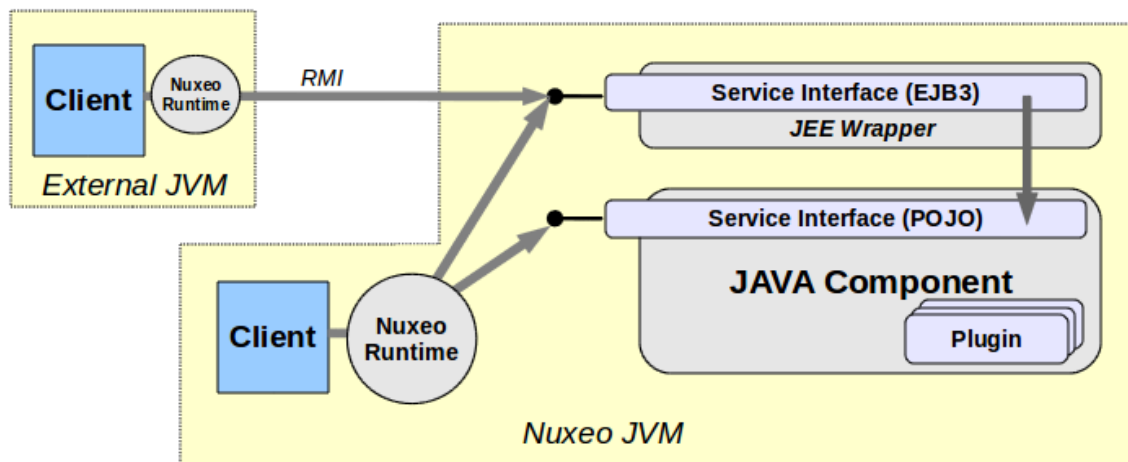 Client
Nuxeo
Runtime
RMI
External JVM
Service Interface (EJB3)
JEE Wrapper
Service Interface (POJO)
JAVA Component
Plugin
Client
Nuxeo
Runtime
Nuxeo JVM